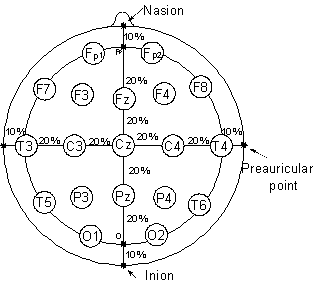 Nasion
10%
Fp1 Fp2
20%
F7 F3 Fz F4 F8
20%
10% 20% 20% 20% 20% 10%
T3 C3 Cz C4 T4
Preauricular
point
20%
T5 P3 Pz P4 T6
20%
O1 O O2
10%
Inion